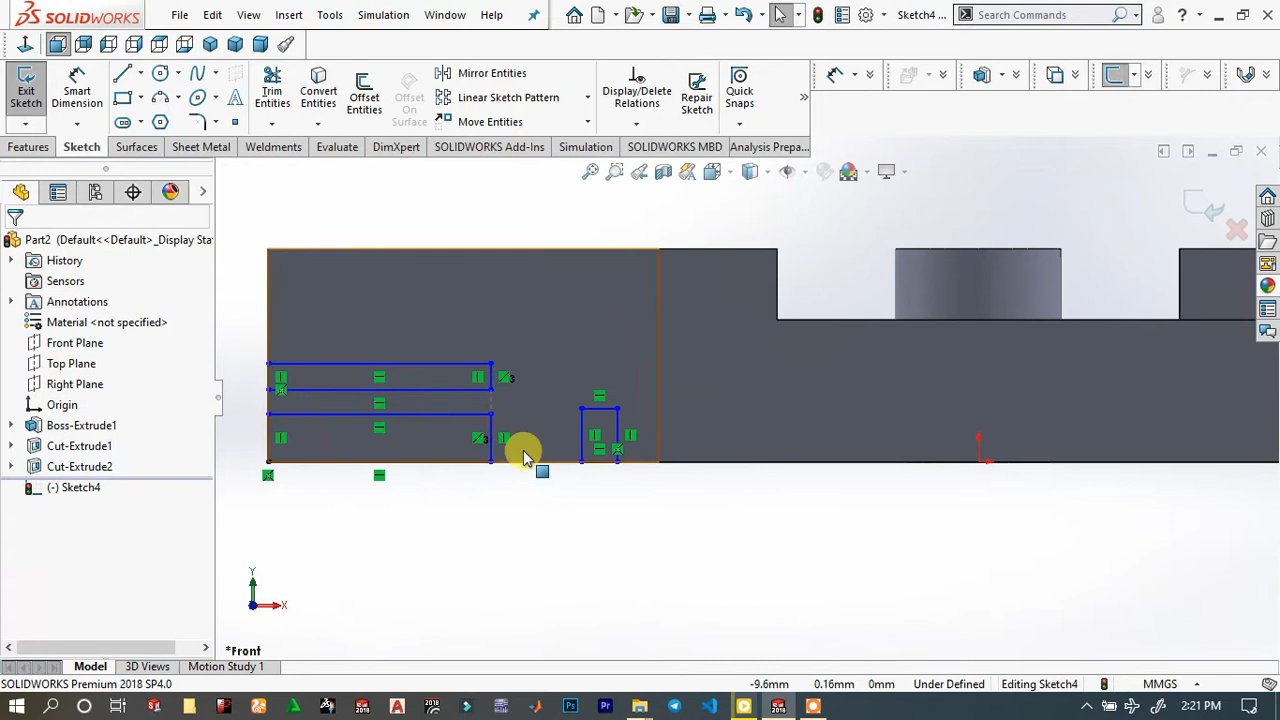 SOLIDWORKS
File
Edit
View
Insert
Tools
Simulation
Window
Help
Sketch4 ...
Search Commands
Exit Sketch
Smart Dimension
Trim Entities
Convert Entities
Offset Entities
Offset On Surface
Mirror Entities
Linear Sketch Pattern
Move Entities
Display/Delete Relations
Repair Sketch
Quick Snaps
Features
Sketch
Surfaces
Sheet Metal
Weldments
Evaluate
DimXpert
SOLIDWORKS Add-Ins
Simulation
SOLIDWORKS MBD
Analysis Prepa...
Part2 (Default<<Default>_Display Sta
History
Sensors
Annotations
Material <not specified>
Front Plane
Top Plane
Right Plane
Origin
Boss-Extrude1
Cut-Extrude1
Cut-Extrude2
(-) Sketch4
3
3
Y
X
*Front
Model
3D Views
Motion Study 1
SOLIDWORKS Premium 2018 SP4.0
-9.6mm
0.16mm
0mm
Under Defined
Editing Sketch4
MMGS
2:21 PM